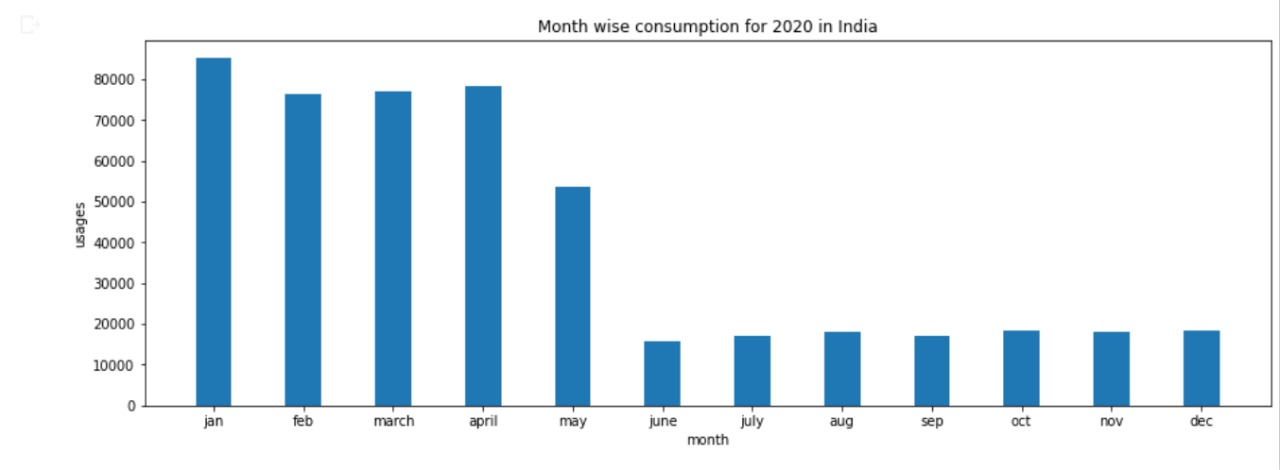 Month wise consumption for 2020 in India
usages
80000
70000
60000
50000
40000
30000
20000
10000
0
jan feb march april may june july aug sep oct nov dec
month